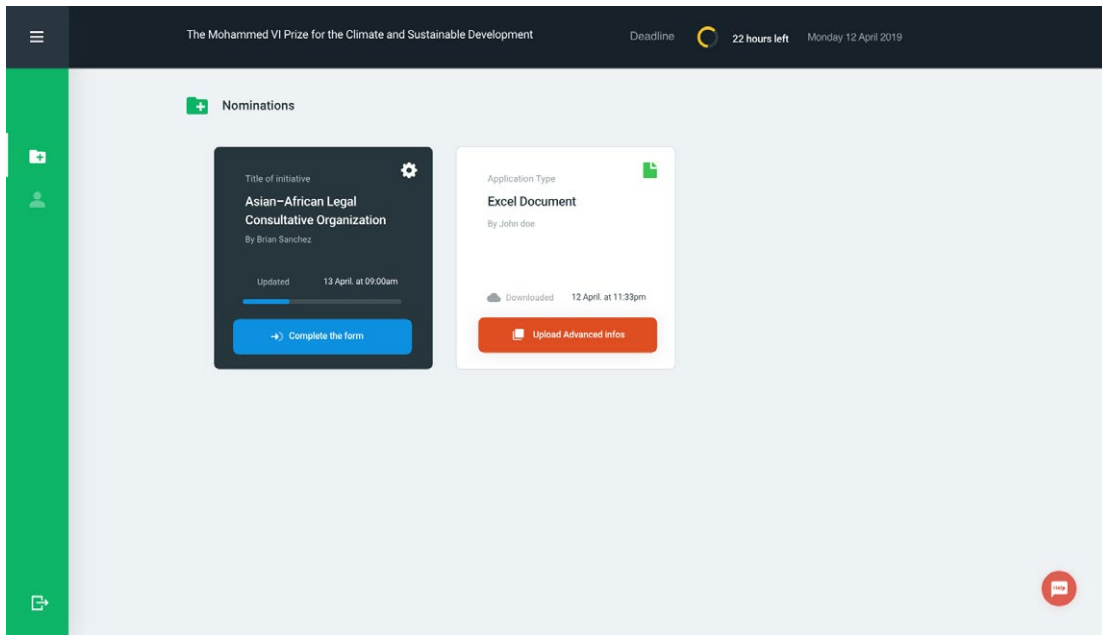 The Mohammed VI Prize for the Climate and Sustainable Development
Deadline
22 hours left
Monday 12 April 2019
Nominations
Title of initiative
Asian–African Legal
Consultative Organization
By Brian Sanchez
Updated
13 April. at 09:00am
Complete the form
Application Type
Excel Document
By John doe
Downloaded
12 April. at 11:33pm
Upload Advanced infos
Help